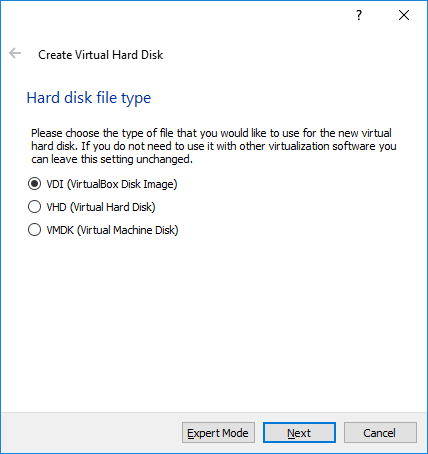 ?
Create Virtual Hard Disk
Hard disk file type
Please choose the type of file that you would like to use for the new virtual
hard disk. If you do not need to use it with other virtualization software you
can leave this setting unchanged.
VDI (VirtualBox Disk Image)
VHD (Virtual Hard Disk)
VMDK (Virtual Machine Disk)
Expert Mode Next Cancel